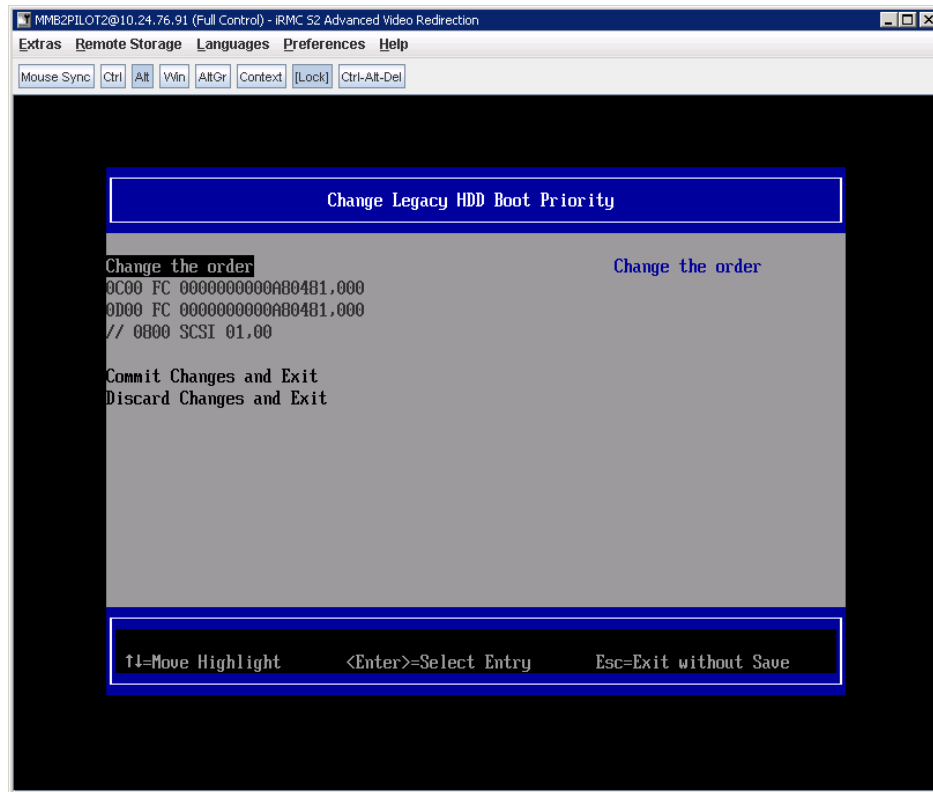 MMB2PILOT2@10.24.76.91 (Full Control) - iRMC S2 Advanced Video Redirection
Extras Remote Storage Languages Preferences Help
Mouse Sync Ctrl Alt Win AltGr Context [Lock] Ctrl-Alt-Del
Change Legacy HDD Boot Priority
Change the order Change the order
0C00 FC 0000000000A80481,000
0D00 FC 0000000000A80481,000
// 0800 SCSI 01,00
Commit Changes and Exit
Discard Changes and Exit
↑↓=Move Highlight <Enter>=Select Entry Esc=Exit without Save